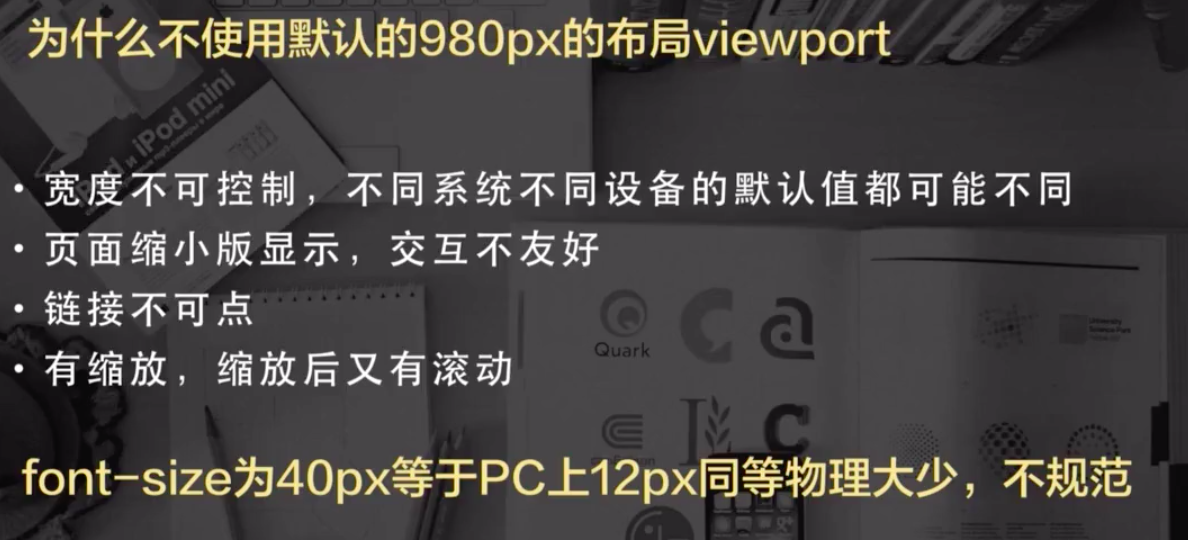 为什么不使用默认的980px的布局viewport
iPod mini
• 宽度不可控制，不同系统不同设备的默认值都可能不同
• 页面缩小版显示，交互不友好
• 链接不可点
• 有缩放，缩放后又有滚动
Quark
font-size为40px等于PC上12px同等物理大少，不规范